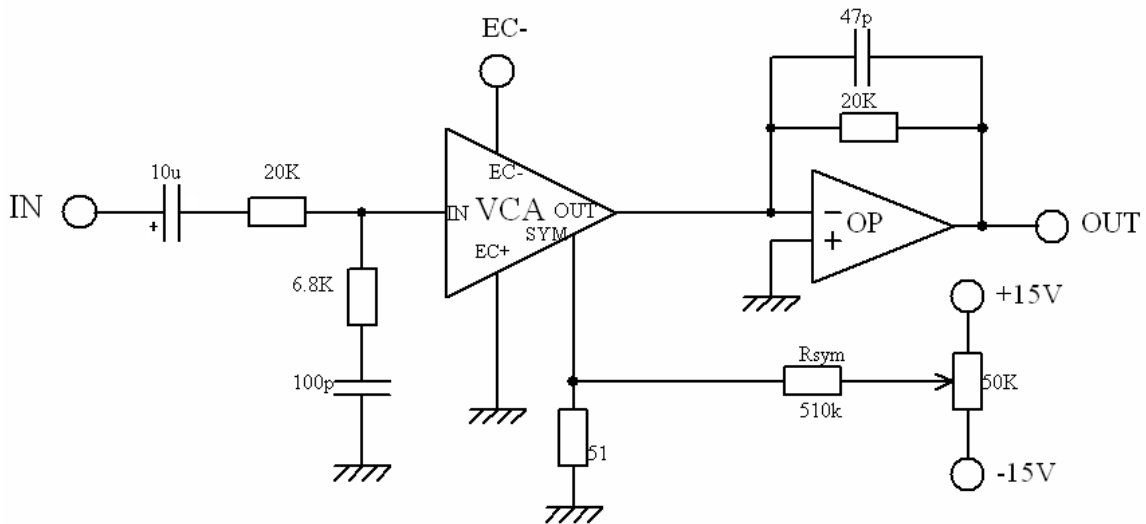 47p
EC-
20K
10u
20K
EC-
IN
IN
VCA
OUT
SYM
EC+
−
OP
+
OUT
6.8K
+15V
100p
Rsym
510k
50K
51
-15V
+